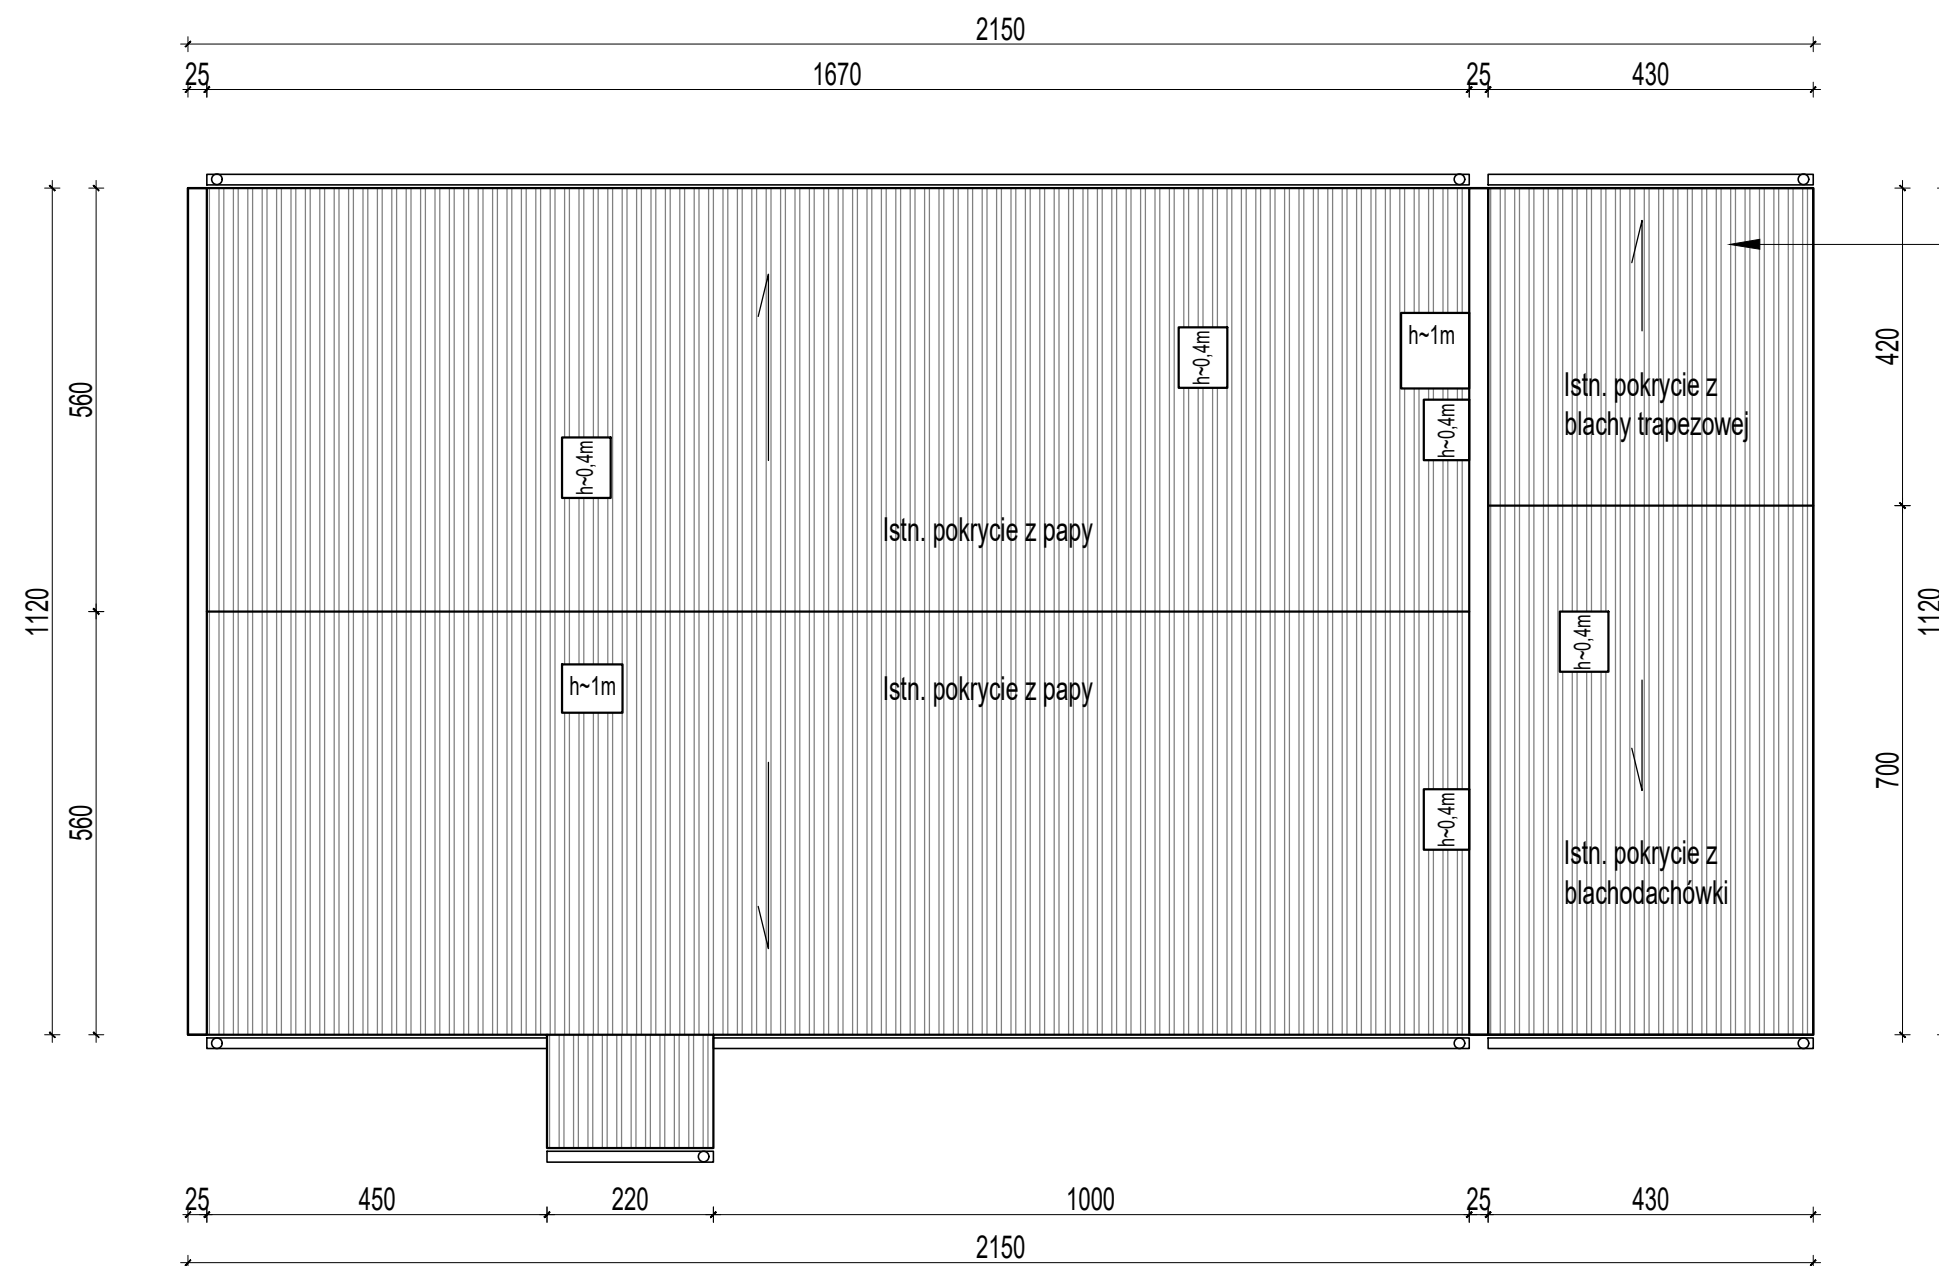 2150
25 1670 25 430
h~1m
h~0,4m
420
Istn. pokrycie z
blachy trapezowej
560
h~0,4m
h~0,4m
Istn. pokrycie z papy
1120
1120
h~0,4m
h~1m
Istn. pokrycie z papy
700
560
h~0,4m
Istn. pokrycie z
blachodachówki
25 450 220 1000 25 430
2150